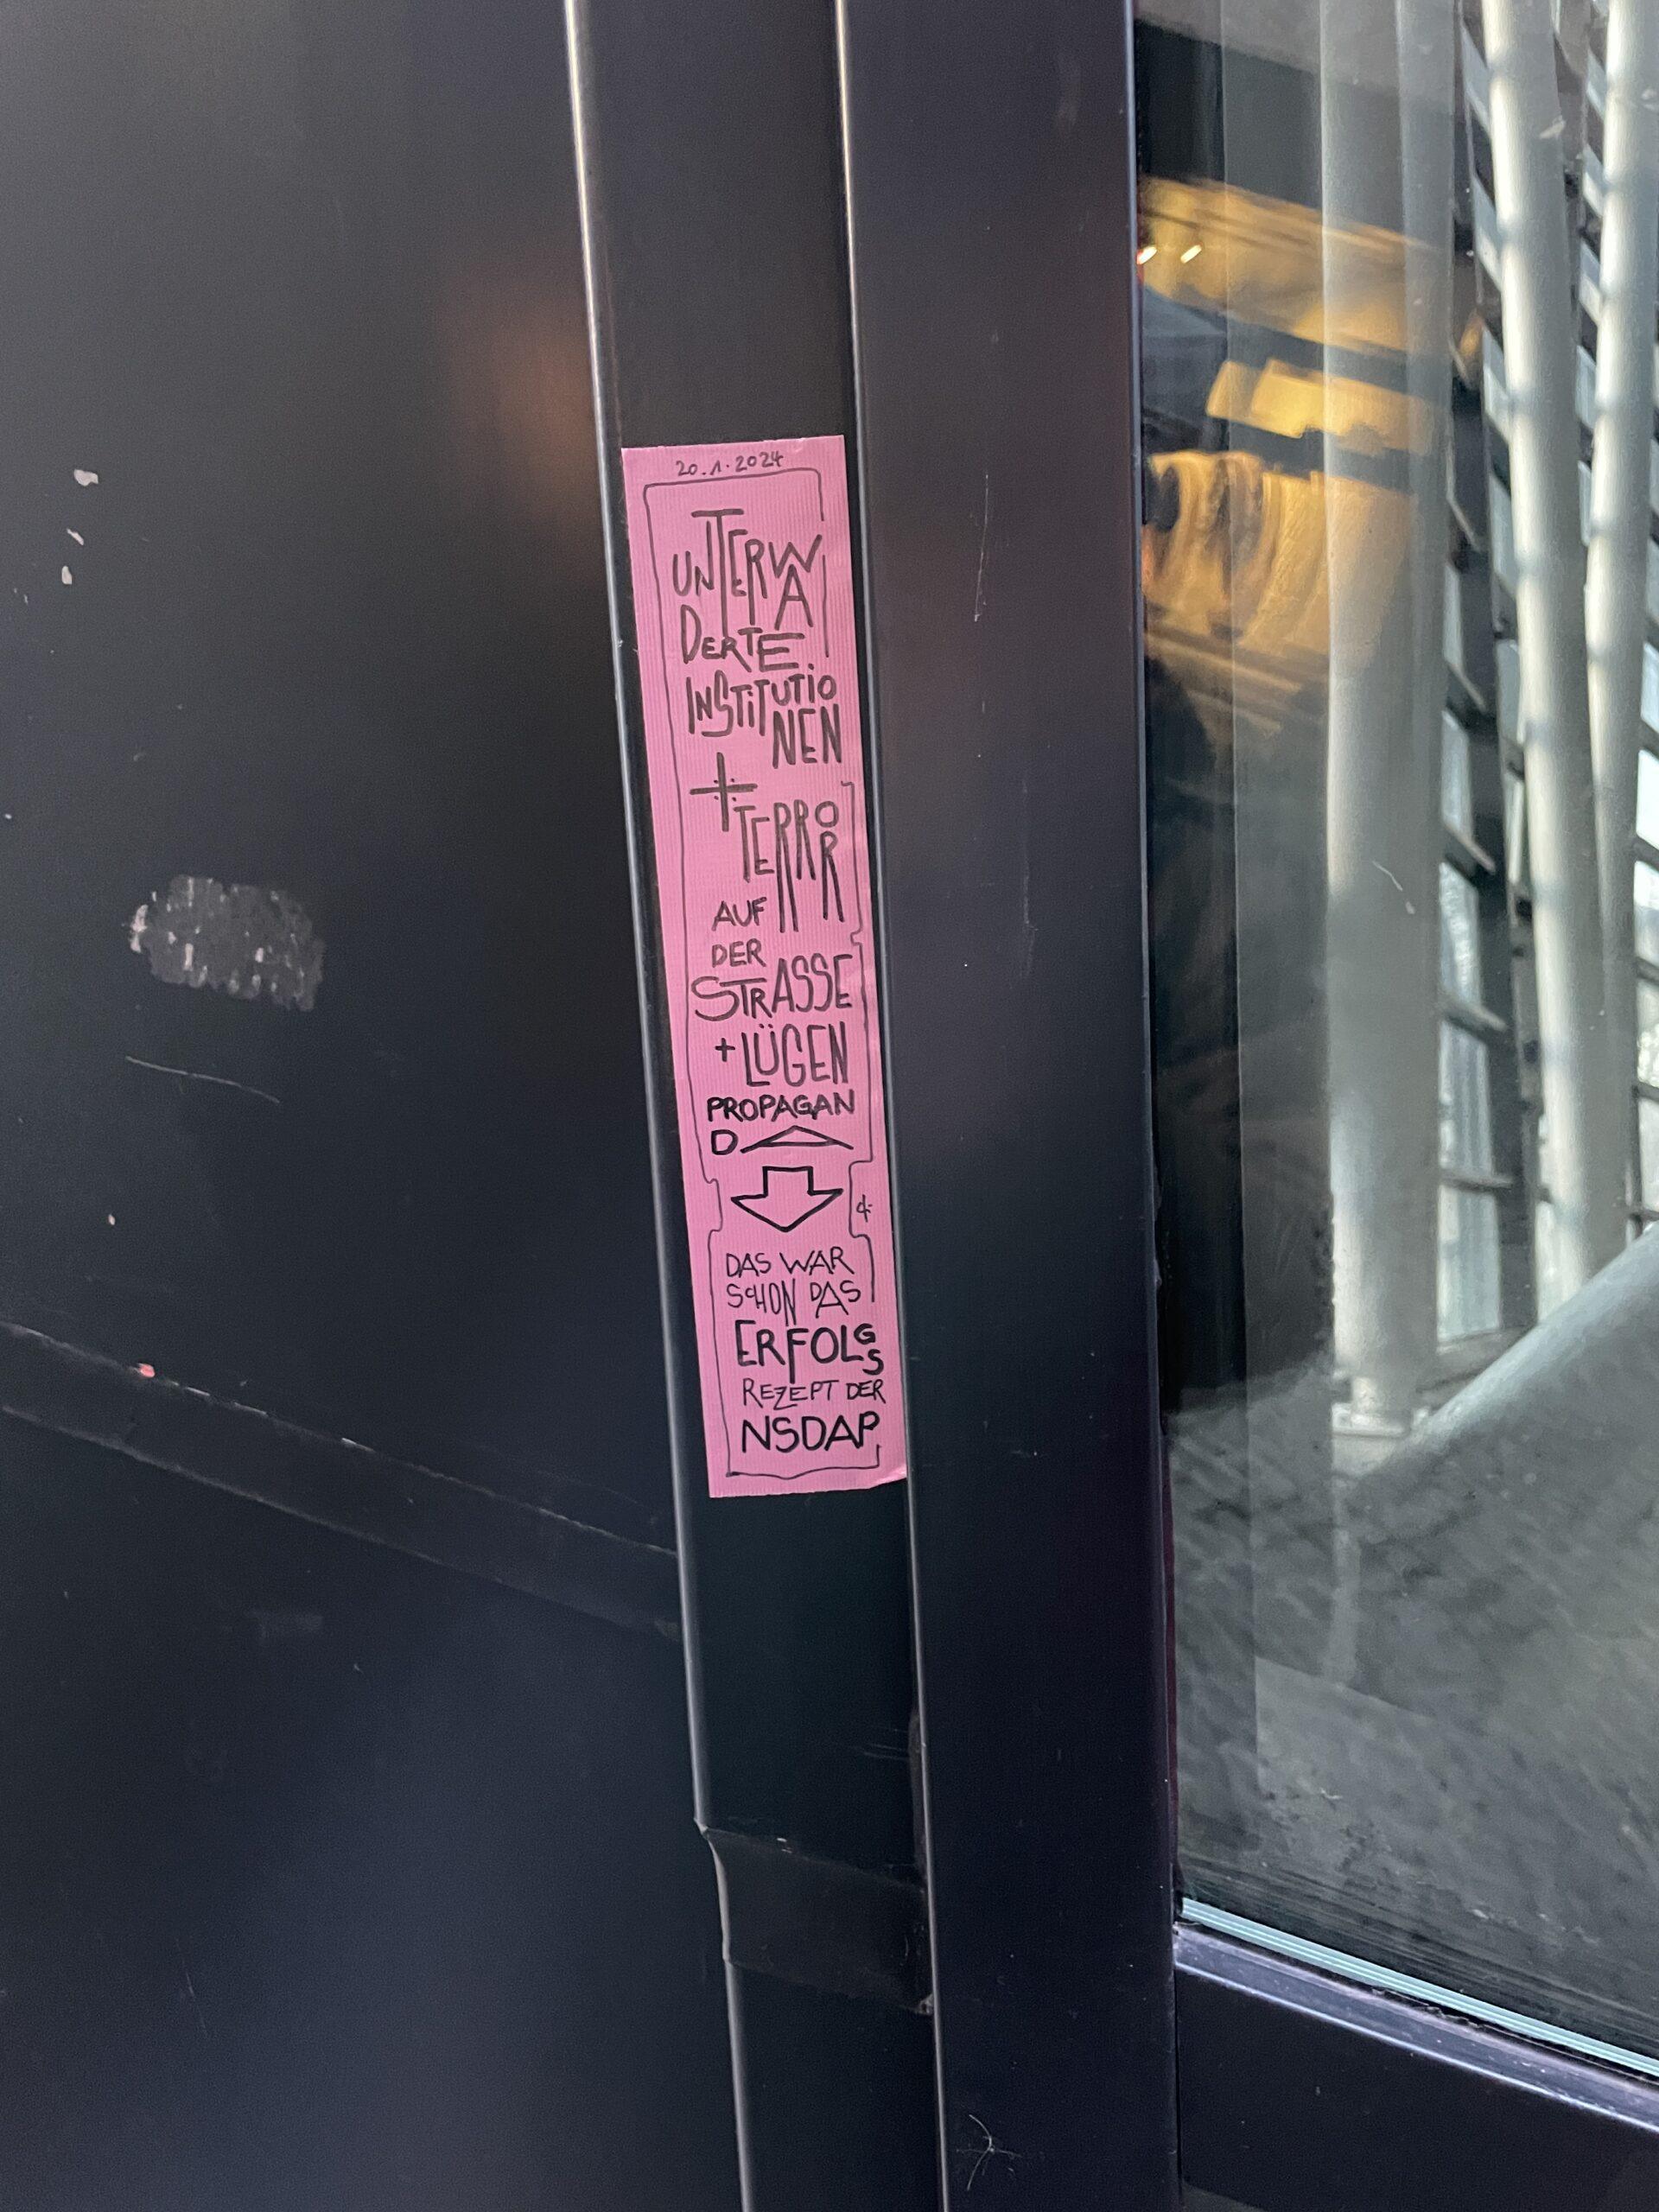 20.1.2024
UNTERWA
DERTE
INSTITUTIO
NEN
+ TERROR
AUF
DER
STRASSE
+ LÜGEN
PROPAGAN
DA
DAS WAR
SCHON DAS
ERFOLGS
REZEPT DER
NSDAP